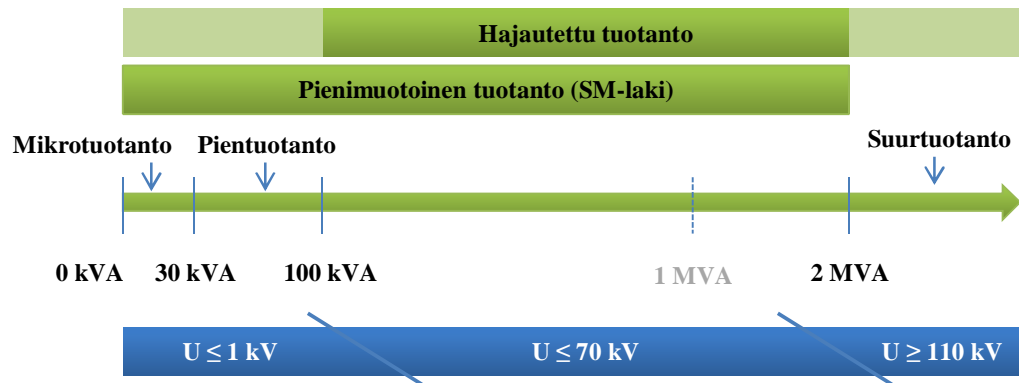 Hajautettu tuotanto
Pienimuotoinen tuotanto (SM-laki)
Mikrotuotanto Pientuotanto Suurtuotanto
0 kVA 30 kVA 100 kVA 1 MVA 2 MVA
U ≤ 1 kV U ≤ 70 kV U ≥ 110 kV